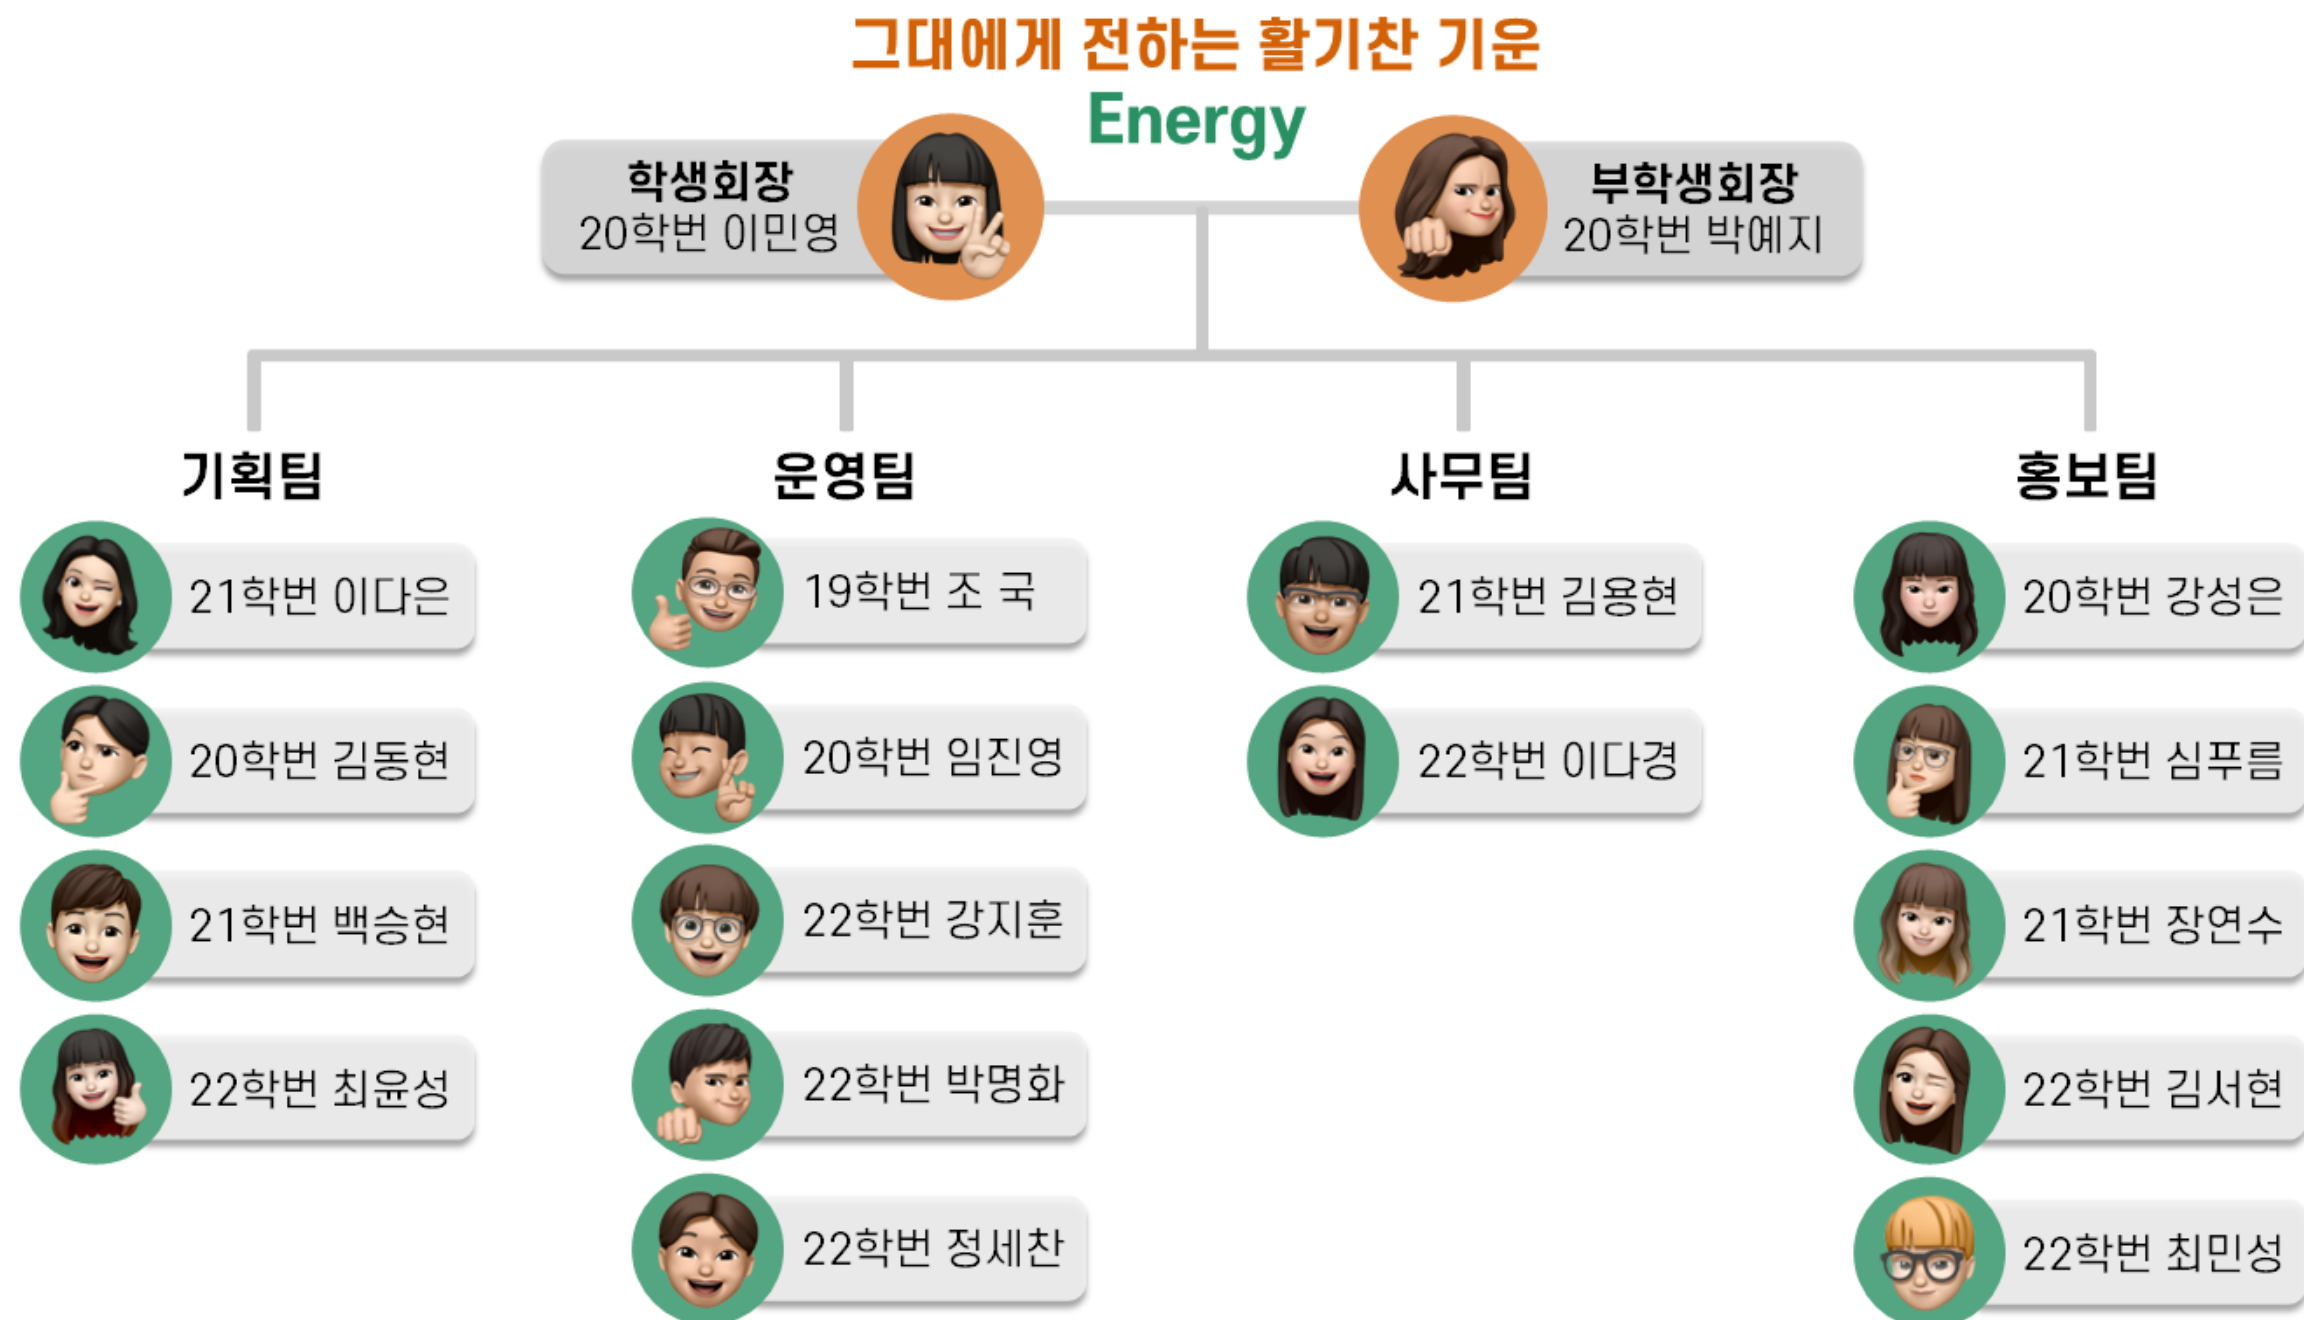 그대에게 전하는 활기찬 기운
Energy
학생회장
20학번 이민영
부학생회장
20학번 박예지
기획팀
21학번 이다은
20학번 김동현
21학번 백승현
22학번 최윤성
운영팀
19학번 조 국
20학번 임진영
22학번 강지훈
22학번 박명화
22학번 정세찬
사무팀
21학번 김용현
22학번 이다경
홍보팀
20학번 강성은
21학번 심푸름
21학번 장연수
22학번 김서현
22학번 최민성